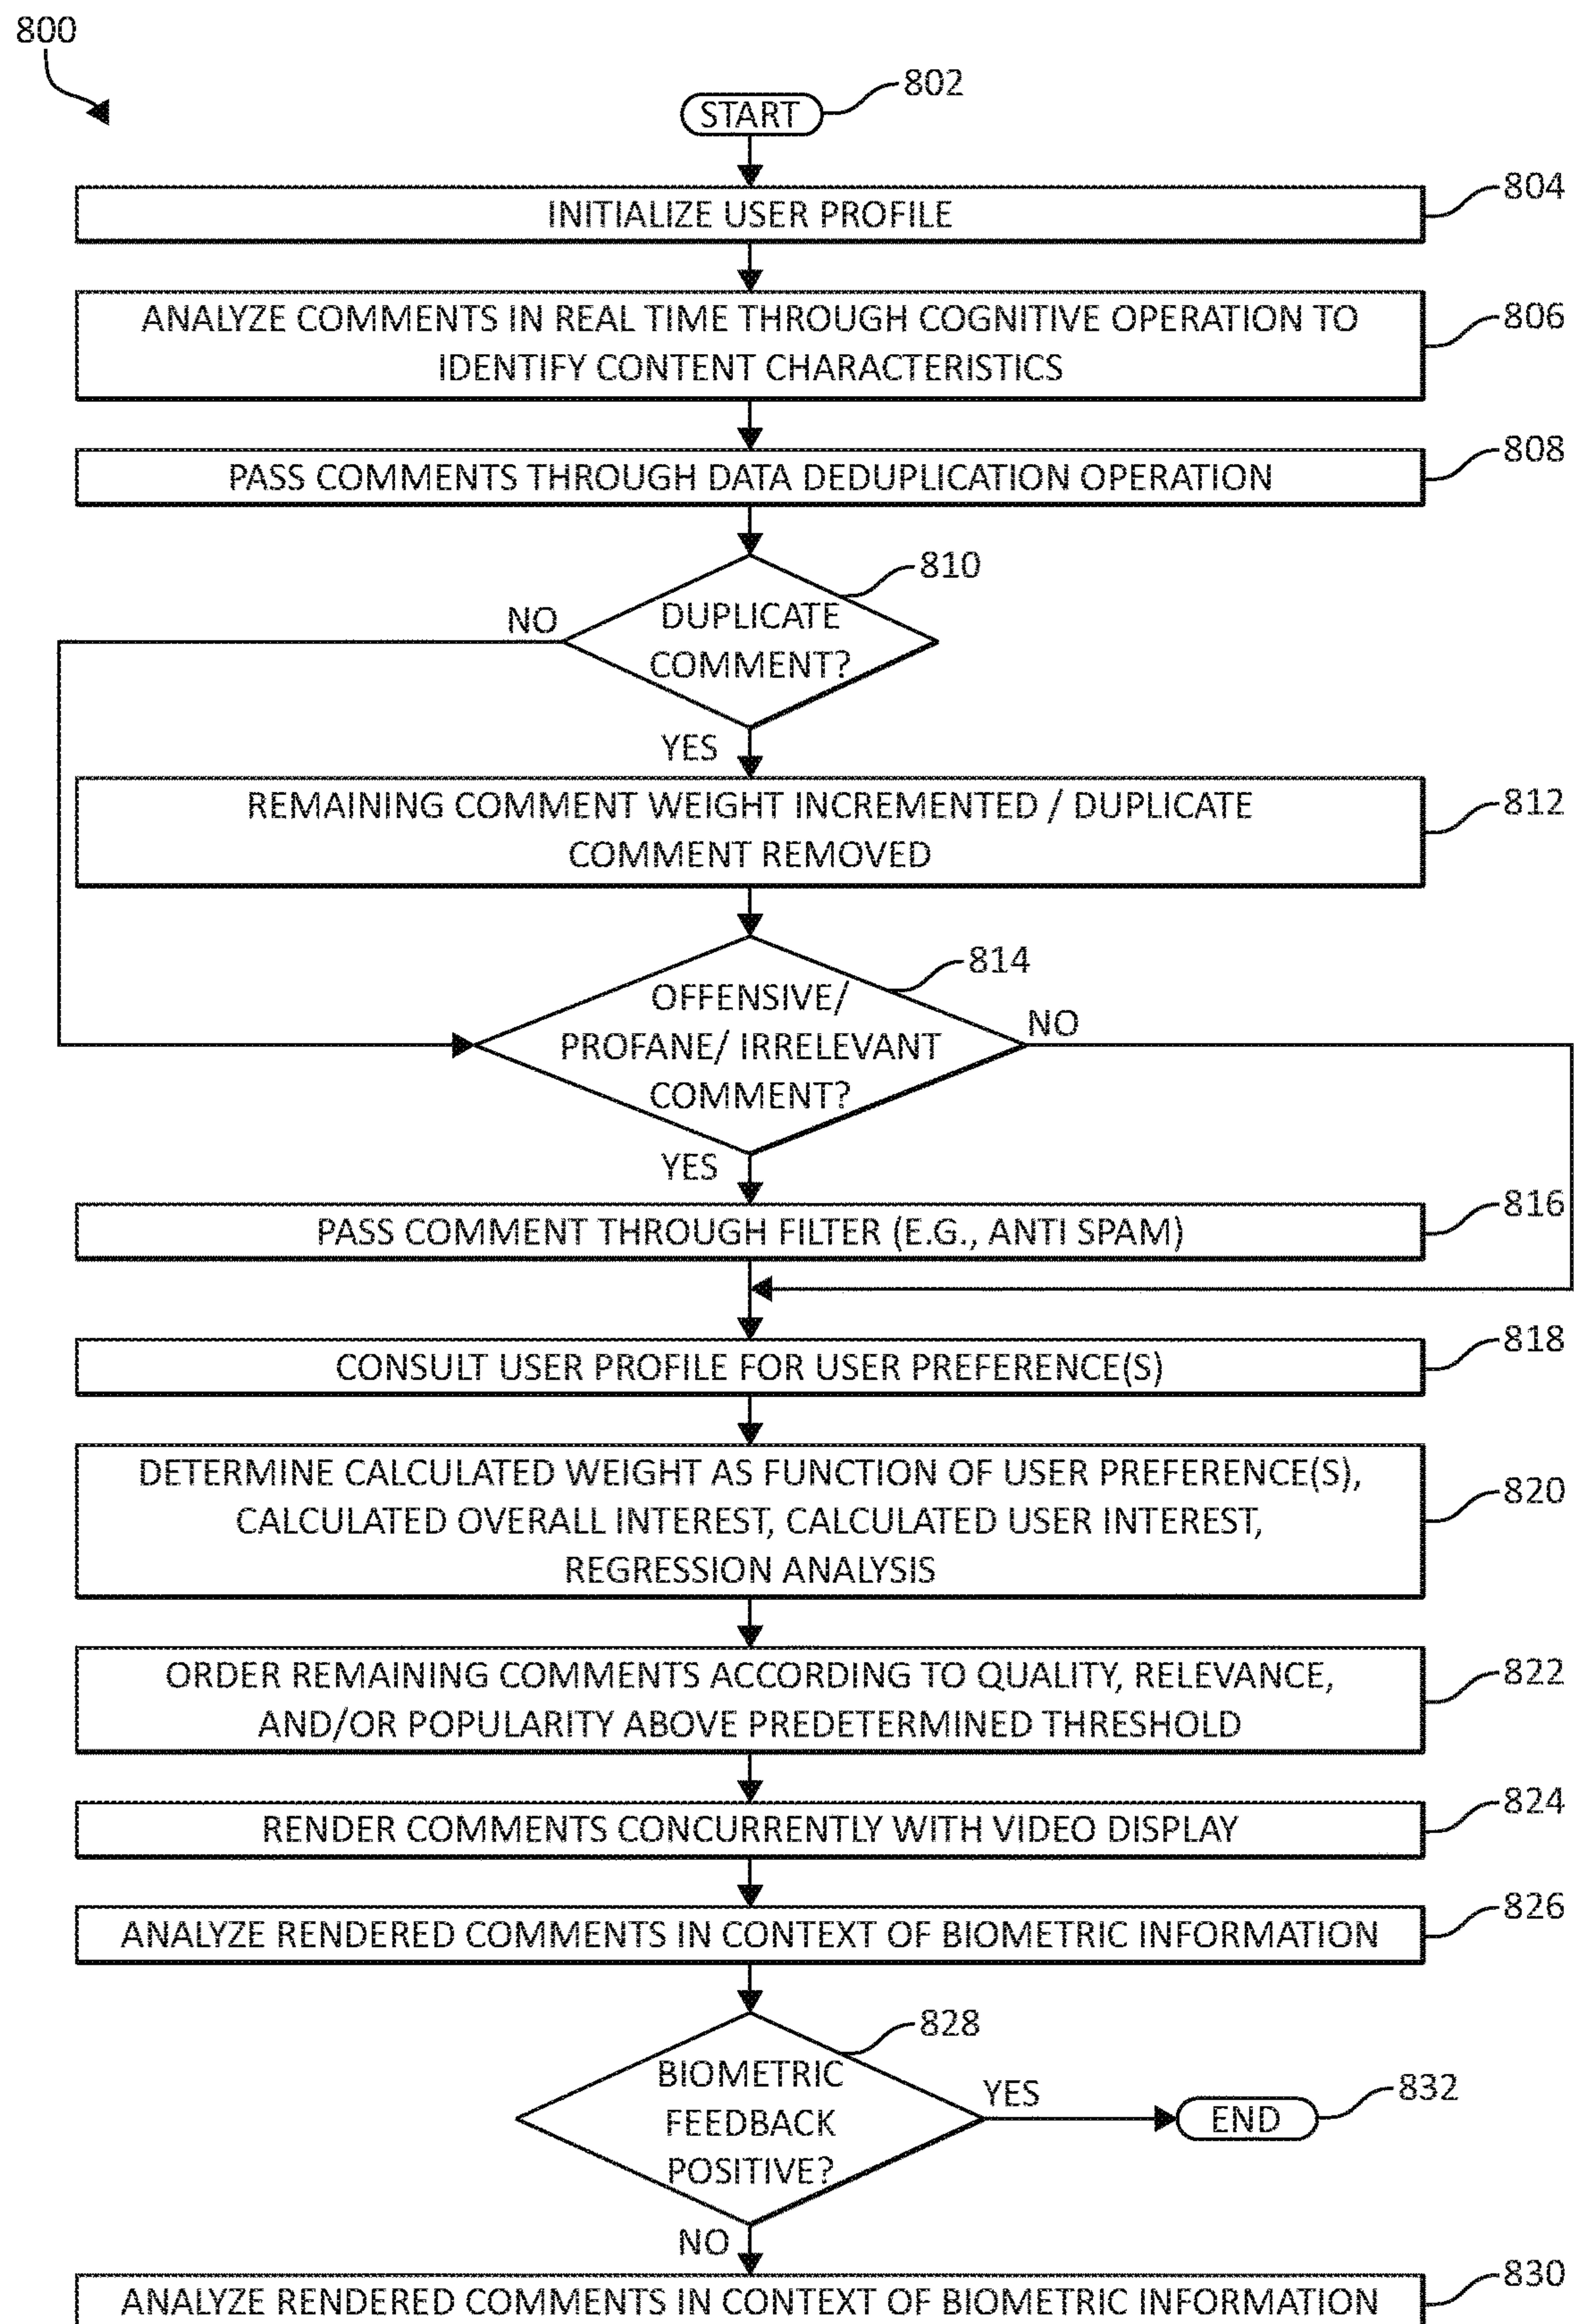 800
START
802
INITIALIZE USER PROFILE
804
ANALYZE COMMENTS IN REAL TIME THROUGH COGNITIVE OPERATION TO
IDENTIFY CONTENT CHARACTERISTICS
806
PASS COMMENTS THROUGH DATA DEDUPLICATION OPERATION
808
DUPLICATE
COMMENT?
810
NO
YES
REMAINING COMMENT WEIGHT INCREMENTED / DUPLICATE
COMMENT REMOVED
812
OFFENSIVE/
PROFANE/ IRRELEVANT
COMMENT?
814
NO
YES
PASS COMMENT THROUGH FILTER (E.G., ANTI SPAM)
816
CONSULT USER PROFILE FOR USER PREFERENCE(S)
818
DETERMINE CALCULATED WEIGHT AS FUNCTION OF USER PREFERENCE(S),
CALCULATED OVERALL INTEREST, CALCULATED USER INTEREST,
REGRESSION ANALYSIS
820
ORDER REMAINING COMMENTS ACCORDING TO QUALITY, RELEVANCE,
AND/OR POPULARITY ABOVE PREDETERMINED THRESHOLD
822
RENDER COMMENTS CONCURRENTLY WITH VIDEO DISPLAY
824
ANALYZE RENDERED COMMENTS IN CONTEXT OF BIOMETRIC INFORMATION
826
BIOMETRIC
FEEDBACK
POSITIVE?
828
YES
END
832
NO
ANALYZE RENDERED COMMENTS IN CONTEXT OF BIOMETRIC INFORMATION
830